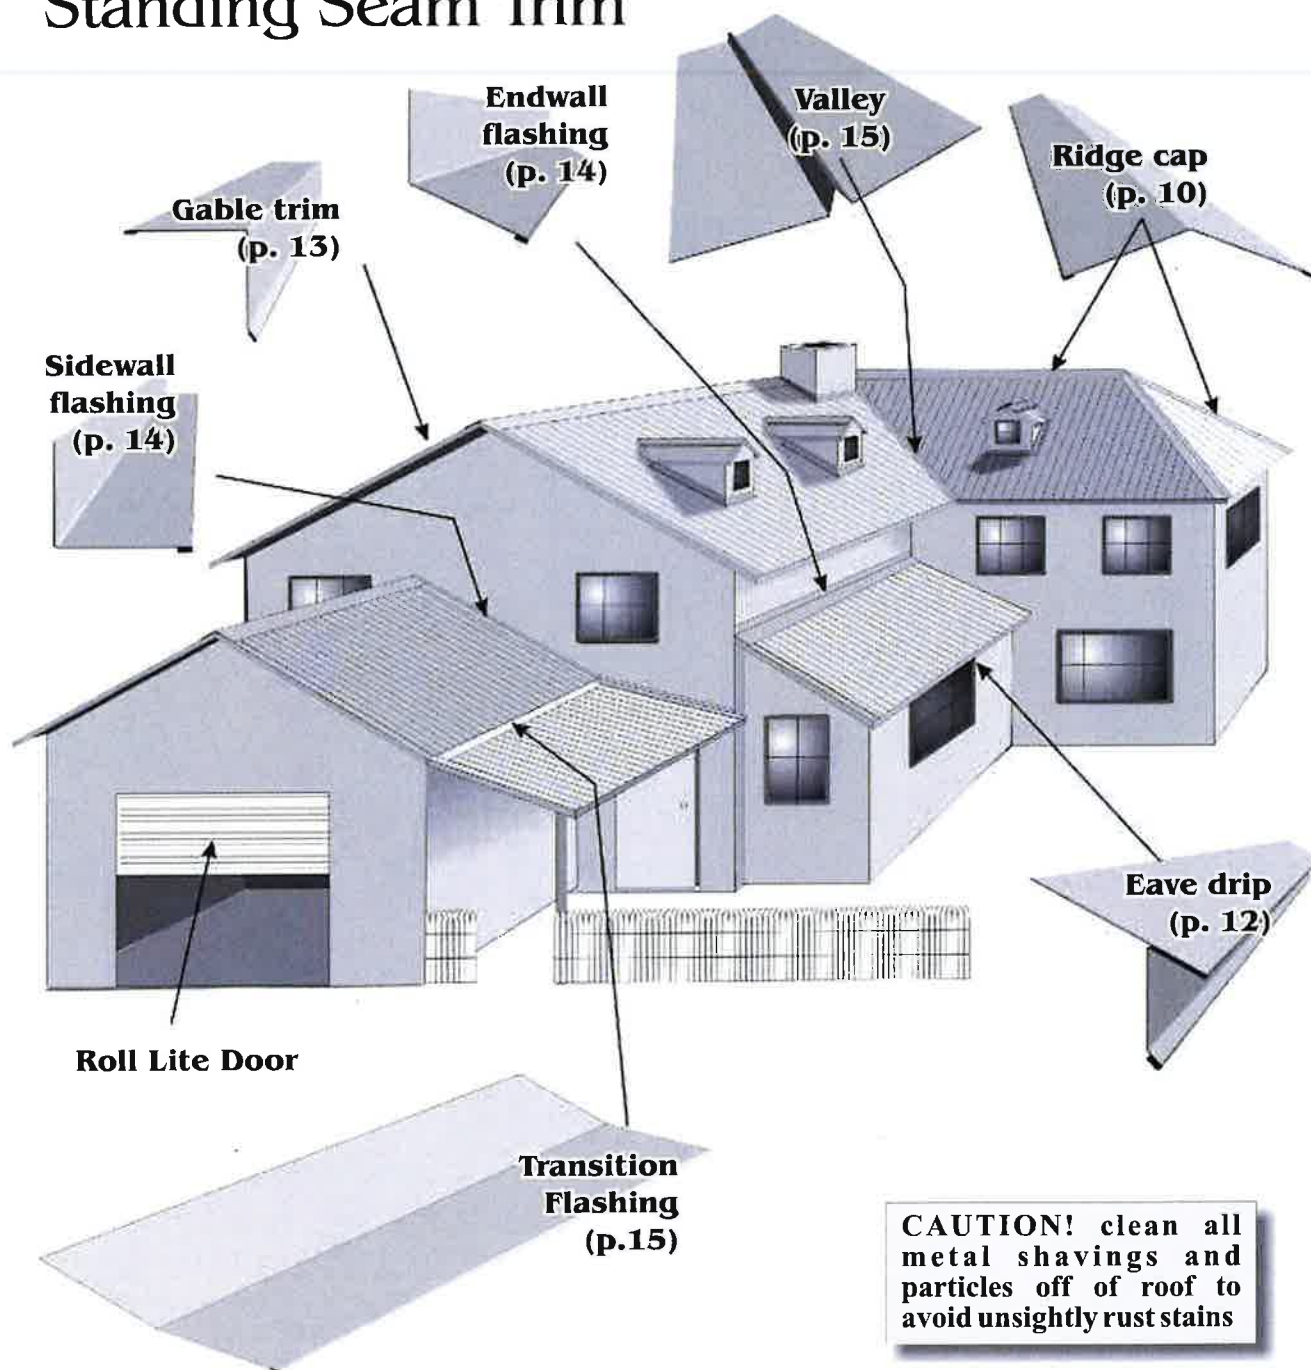 Standing Seam Trim
Endwall
flashing
(p. 14)
Valley
(p. 15)
Ridge cap
(p. 10)
Gable trim
(p. 13)
Sidewall
flashing
(p. 14)
Eave drip
(p. 12)
Roll Lite Door
Transition
Flashing
(p.15)
CAUTION! clean all
metal shavings and
particles off of roof to
avoid unsightly rust stains